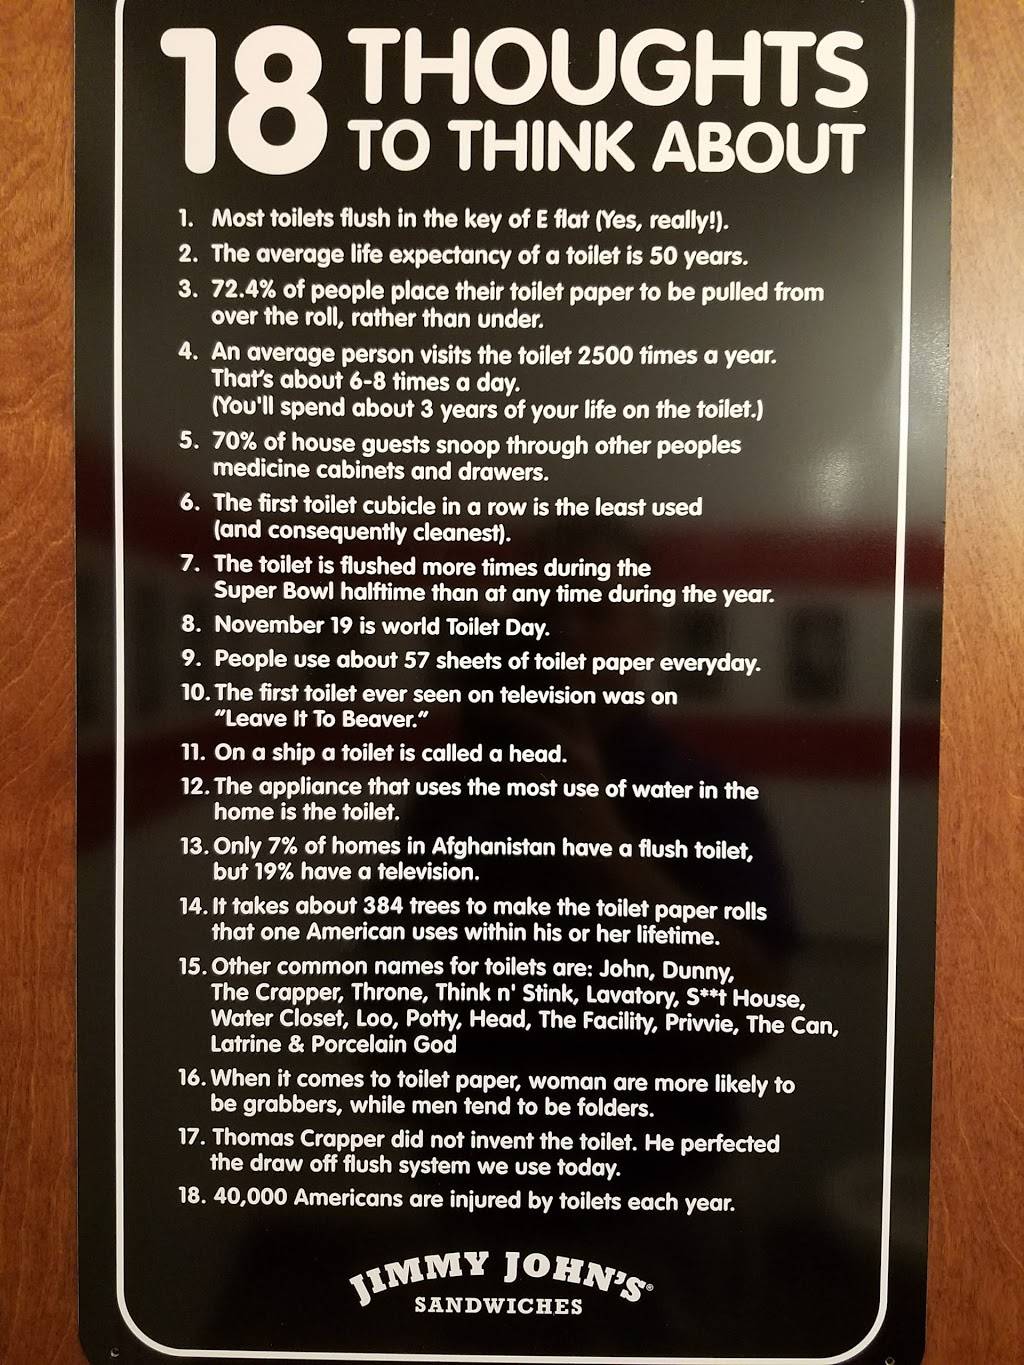 18 THOUGHTS
TO THINK ABOUT
1. Most toilets flush in the key of E flat (Yes, really!).
2. The average life expectancy of a toilet is 50 years.
3. 72.4% of people place their toilet paper to be pulled from
over the roll, rather than under.
4. An average person visits the toilet 2500 times a year.
That's about 6-8 times a day.
(You'll spend about 3 years of your life on the toilet.)
5. 70% of house guests snoop through other peoples
medicine cabinets and drawers.
6. The first toilet cubicle in a row is the least used
(and consequently cleanest).
7. The toilet is flushed more times during the
Super Bowl halftime than at any time during the year.
8. November 19 is world Toilet Day.
9. People use about 57 sheets of toilet paper everyday.
10. The first toilet ever seen on television was on
"Leave It To Beaver."
11. On a ship a toilet is called a head.
12. The appliance that uses the most use of water in the
home is the toilet.
13. Only 7% of homes in Afghanistan have a flush toilet,
but 19% have a television.
14. It takes about 384 trees to make the toilet paper rolls
that one American uses within his or her lifetime.
15. Other common names for toilets are: John, Dunny,
The Crapper, Throne, Think n' Stink, Lavatory, S**t House,
Water Closet, Loo, Potty, Head, The Facility, Privvie, The Can,
Latrine & Porcelain God
16. When it comes to toilet paper, woman are more likely to
be grabbers, while men tend to be folders.
17. Thomas Crapper did not invent the toilet. He perfected
the draw off flush system we use today.
18. 40,000 Americans are injured by toilets each year.
JIMMY JOHN'S®
SANDWICHES